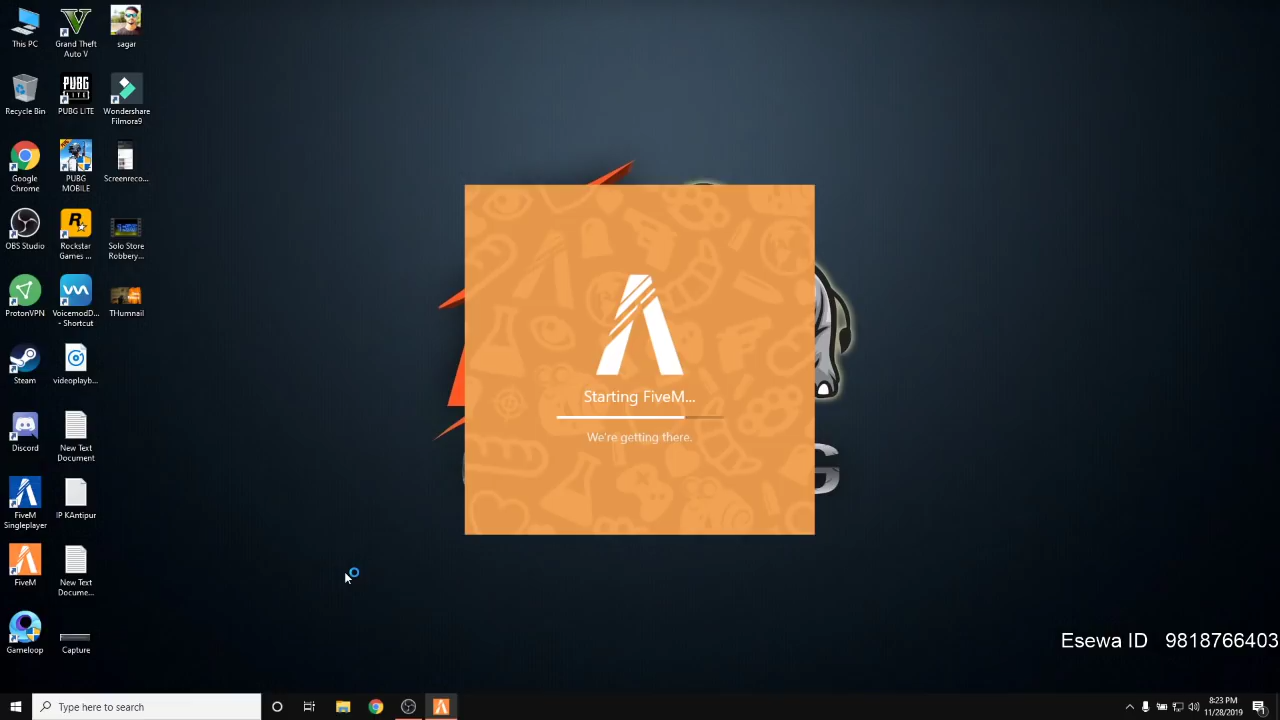 This PC
Grand Theft
Auto V
sagar
Recycle Bin
PUBG LITE
Wondershare
Filmora9
Google
Chrome
PUBG
MOBILE
Screenreco...
OBS Studio
Rockstar
Games ...
Solo Store
Robbery...
ProtonVPN
VoicemodD...
- Shortcut
THumnail
Steam
videoplayb...
Discord
New Text
Document
FiveM
Singleplayer
IP KAntipur
FiveM
New Text
Docume...
Gameloop
Capture
Starting FiveM...
We're getting there.
G
Esewa ID 9818766403
Type here to search
8:23 PM
11/28/2019
1